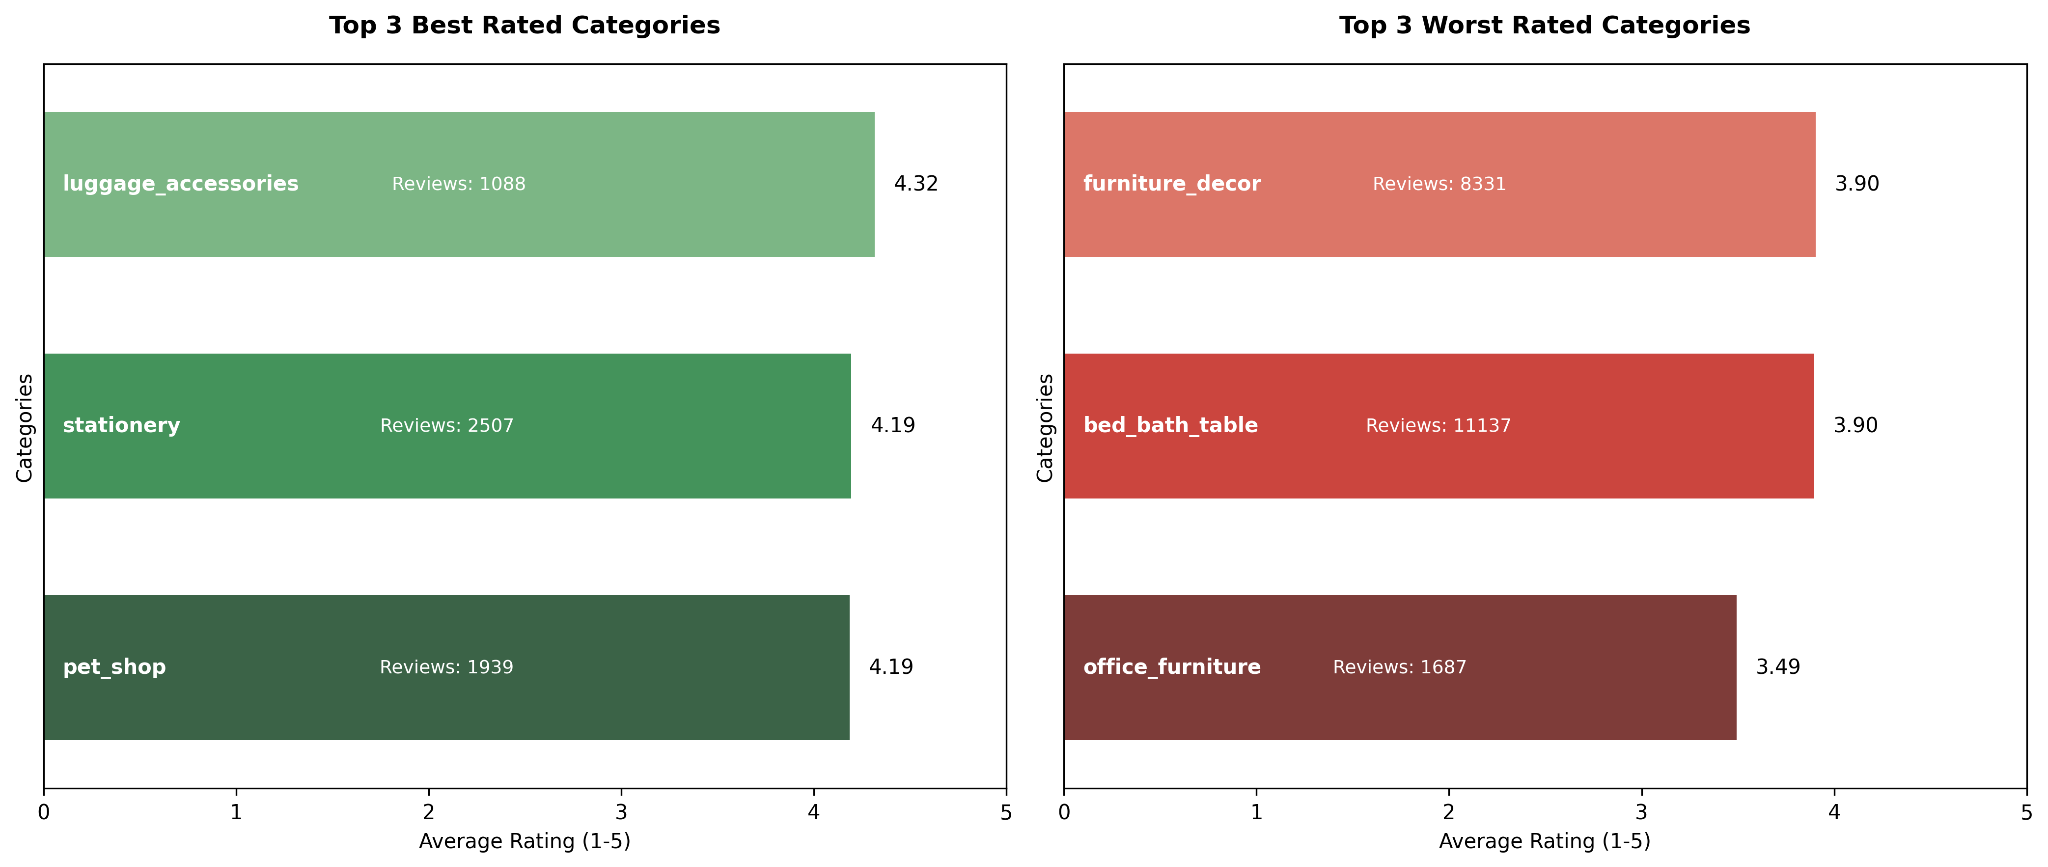 Top 3 Best Rated Categories
Categories
luggage_accessories Reviews: 1088 4.32
stationery Reviews: 2507 4.19
pet_shop Reviews: 1939 4.19
0 1 2 3 4 5
Average Rating (1-5)
Top 3 Worst Rated Categories
Categories
furniture_decor Reviews: 8331 3.90
bed_bath_table Reviews: 11137 3.90
office_furniture Reviews: 1687 3.49
0 1 2 3 4 5
Average Rating (1-5)